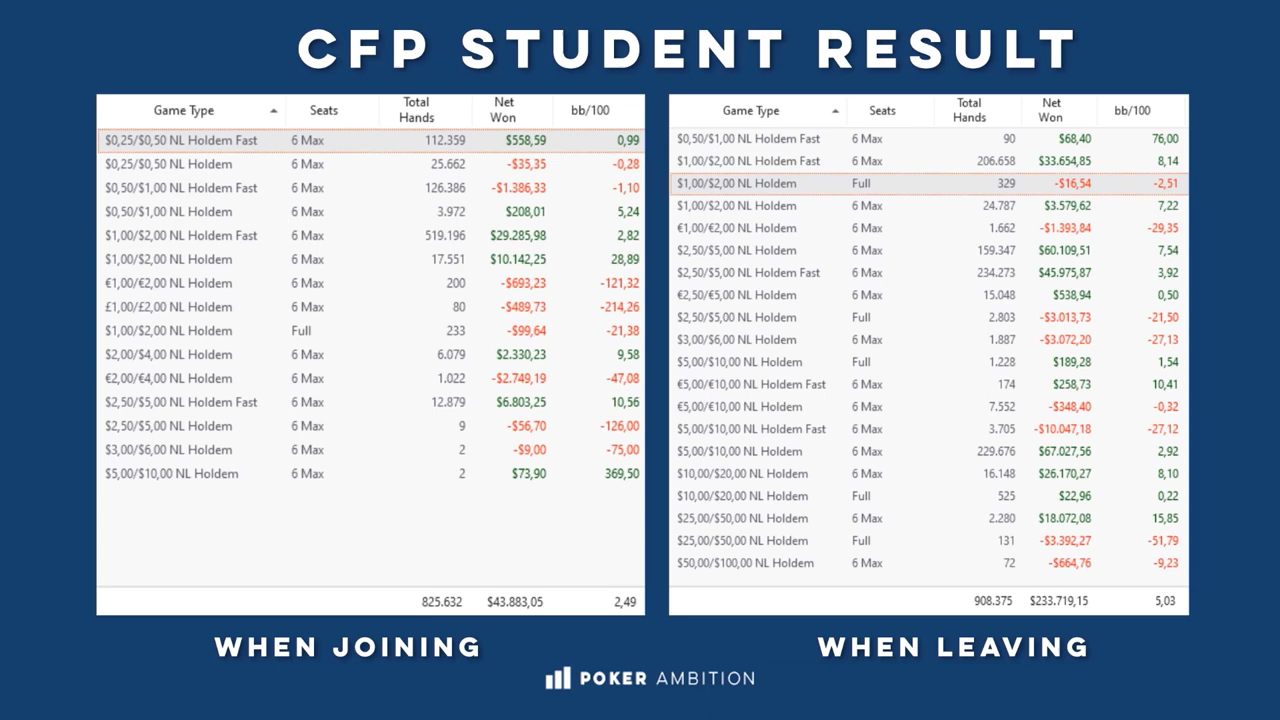 CFP STUDENT RESULT
Game Type Seats Total Hands Net Won bb/100
$0,25/$0,50 NL Holdem Fast 6 Max 112.359 $558,59 0,99
$0,25/$0,50 NL Holdem 6 Max 25.662 -$35,35 -0,28
$0,50/$1,00 NL Holdem Fast 6 Max 126.386 -$1.386,33 -1,10
$0,50/$1,00 NL Holdem 6 Max 3.972 $208,01 5,24
$1,00/$2,00 NL Holdem Fast 6 Max 519.196 $29.285,98 2,82
$1,00/$2,00 NL Holdem 6 Max 17.551 $10.142,25 28,89
€1,00/€2,00 NL Holdem 6 Max 200 -$693,23 -121,32
£1,00/£2,00 NL Holdem 6 Max 80 -$489,73 -214,26
$1,00/$2,00 NL Holdem Full 233 -$99,64 -21,38
$2,00/$4,00 NL Holdem 6 Max 6.079 $2.330,23 9,58
€2,00/€4,00 NL Holdem 6 Max 1.022 -$2.749,19 -47,08
$2,50/$5,00 NL Holdem Fast 6 Max 12.879 $6.803,25 10,56
$2,50/$5,00 NL Holdem 6 Max 9 -$56,70 -126,00
$3,00/$6,00 NL Holdem 6 Max 2 -$9,00 -75,00
$5,00/$10,00 NL Holdem 6 Max 2 $73,90 369,50
825.632 $43.883,05 2,49
WHEN JOINING
Game Type Seats Total Hands Net Won bb/100
$0,50/$1,00 NL Holdem Fast 6 Max 90 $68,40 76,00
$1,00/$2,00 NL Holdem Fast 6 Max 206.658 $33.654,85 8,14
$1,00/$2,00 NL Holdem Full 329 -$16,54 -2,51
$1,00/$2,00 NL Holdem 6 Max 24.787 $3.579,62 7,22
€1,00/€2,00 NL Holdem 6 Max 1.662 -$1.393,84 -29,35
$2,50/$5,00 NL Holdem 6 Max 159.347 $60.109,51 7,54
$2,50/$5,00 NL Holdem Fast 6 Max 234.273 $45.975,87 3,92
€2,50/€5,00 NL Holdem 6 Max 15.048 $538,94 0,50
$2,50/$5,00 NL Holdem Full 2.803 -$3.013,73 -21,50
$3,00/$6,00 NL Holdem 6 Max 1.887 -$3.072,20 -27,13
$5,00/$10,00 NL Holdem Full 1.228 $189,28 1,54
€5,00/€10,00 NL Holdem Fast 6 Max 174 $258,73 10,41
€5,00/€10,00 NL Holdem 6 Max 7.552 -$348,40 -0,32
$5,00/$10,00 NL Holdem Fast 6 Max 3.705 -$10.047,18 -27,12
$5,00/$10,00 NL Holdem 6 Max 229.676 $67.027,56 2,92
$10,00/$20,00 NL Holdem 6 Max 16.148 $26.170,27 8,10
$10,00/$20,00 NL Holdem Full 525 $22,96 0,22
$25,00/$50,00 NL Holdem 6 Max 2.280 $18.072,08 15,85
$25,00/$50,00 NL Holdem Full 131 -$3.392,27 -51,79
$50,00/$100,00 NL Holdem 6 Max 72 -$664,76 -9,23
908.375 $233.719,15 5,03
WHEN LEAVING
POKER AMBITION